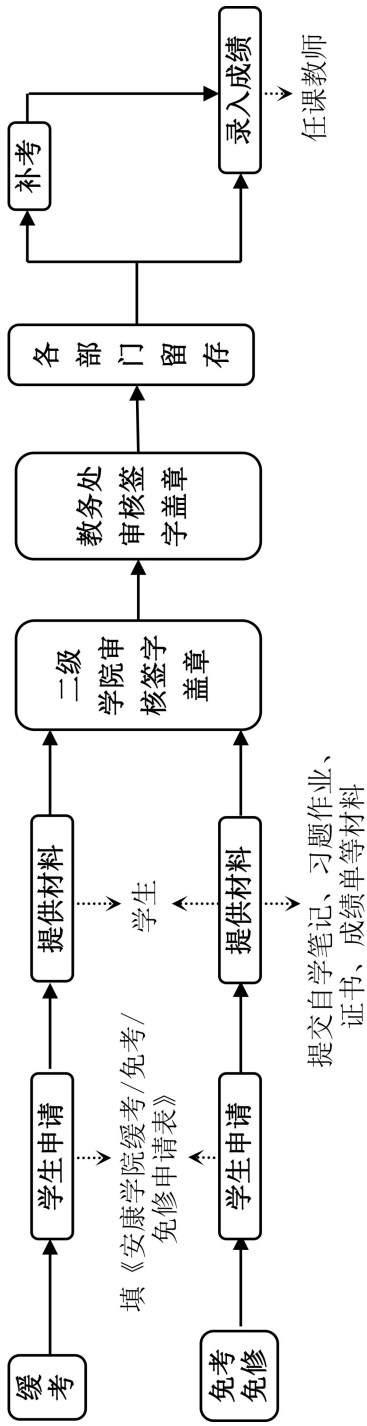 缓
考
学生申请
提供材料
填《安康学院缓考/免考/
免修申请表》
学生
免考
免修
学生申请
提供材料
提交自学笔记、习题作业、
证书、成绩单等材料
二级
学院审
核签字
盖章
教务处
审核签
字盖章
各
部
门
留
存
补考
录入成绩
任课教师